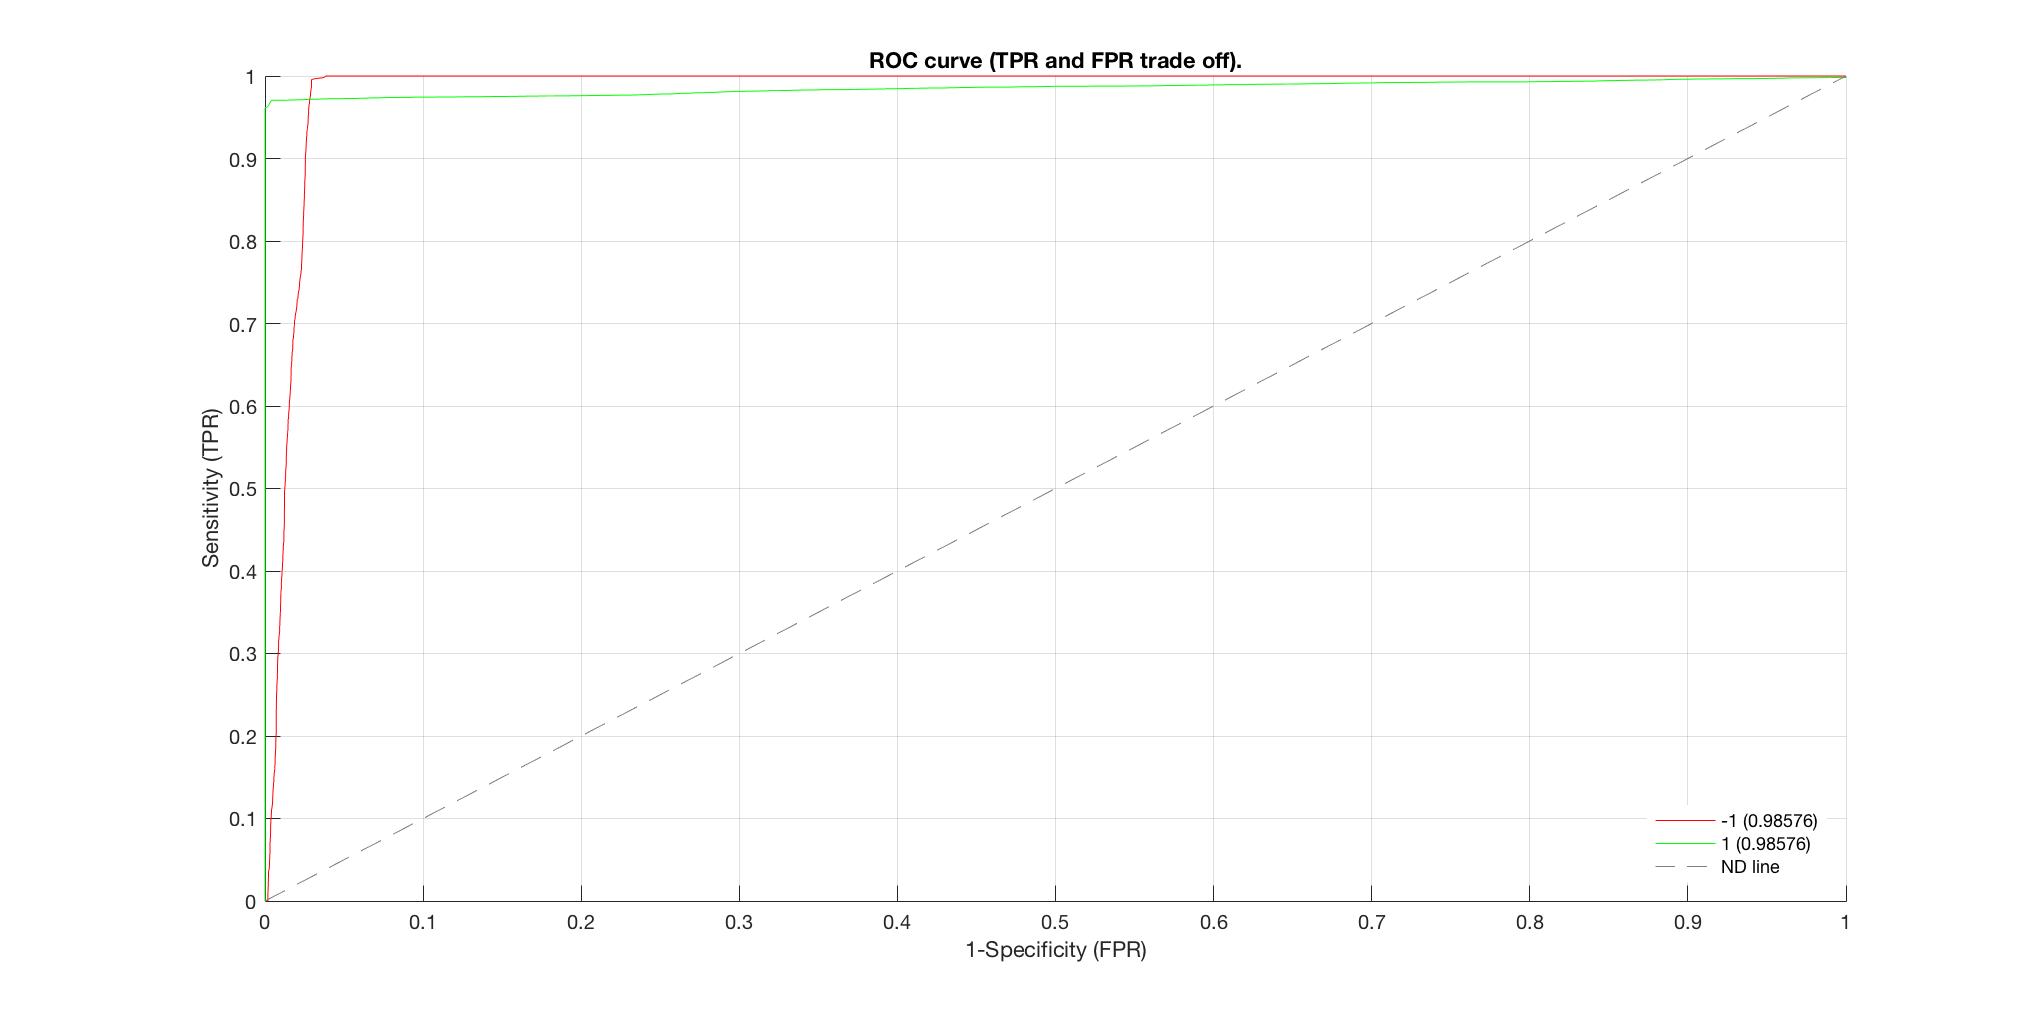 ROC curve (TPR and FPR trade off).
Sensitivity (TPR)
1
0.9
0.8
0.7
0.6
0.5
0.4
0.3
0.2
0.1
0
0 0.1 0.2 0.3 0.4 0.5 0.6 0.7 0.8 0.9 1
1-Specificity (FPR)
-1 (0.98576)
1 (0.98576)
ND line